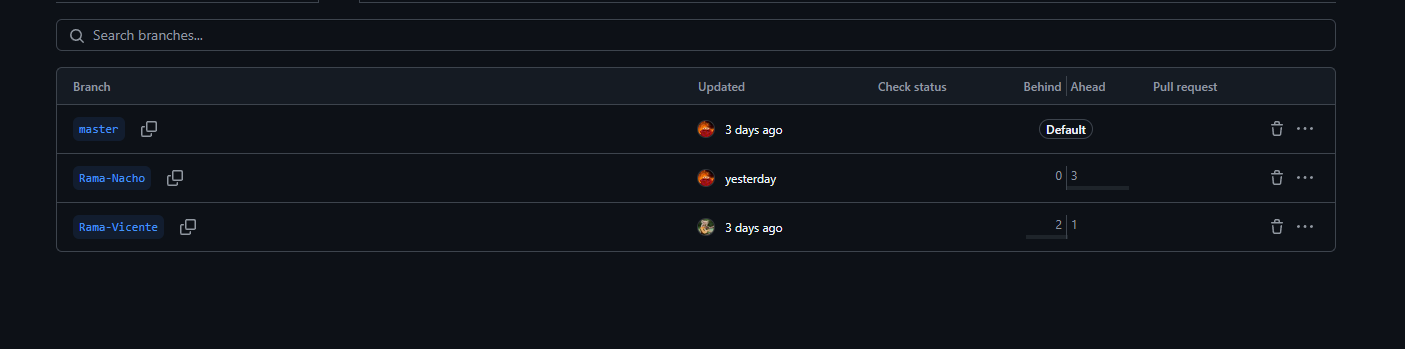 Search branches...
Branch Updated Check status Behind Ahead Pull request
master 3 days ago Default
Rama-Nacho yesterday 0 3
Rama-Vicente 3 days ago 2 1